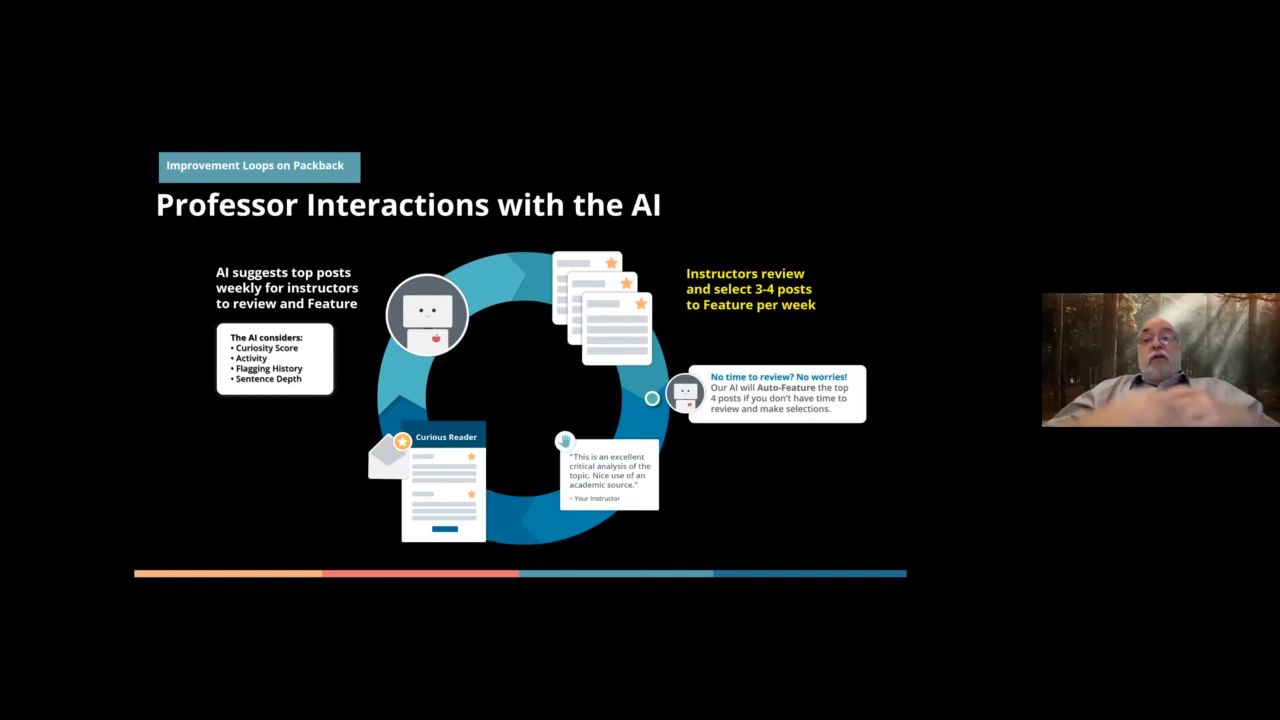 Improvement Loops on Packback
Professor Interactions with the AI
AI suggests top posts
weekly for instructors
to review and Feature
The AI considers:
• Curiosity Score
• Activity
• Flagging History
• Sentence Depth
Instructors review
and select 3-4 posts
to Feature per week
No time to review? No worries!
Our AI will Auto-Feature the top
4 posts if you don't have time to
review and make selections.
Curious Reader
"This is an excellent
critical analysis of the
topic. Nice use of an
academic source."
– Your Instructor